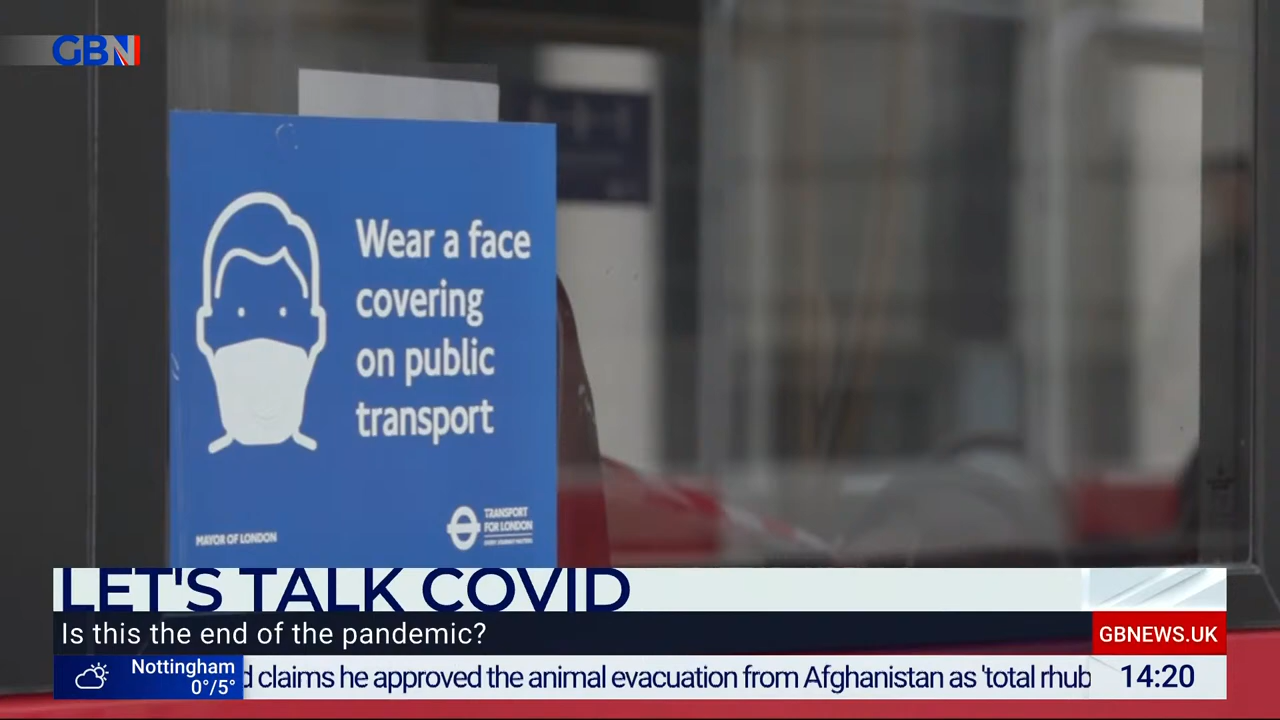 GBN
Wear a face
covering
on public
transport
MAYOR OF LONDON
TRANSPORT
FOR LONDON
LET'S TALK COVID
Is this the end of the pandemic?
GBNEWS.UK
Nottingham
0°/5°
d claims he approved the animal evacuation from Afghanistan as 'total rhub
14:20